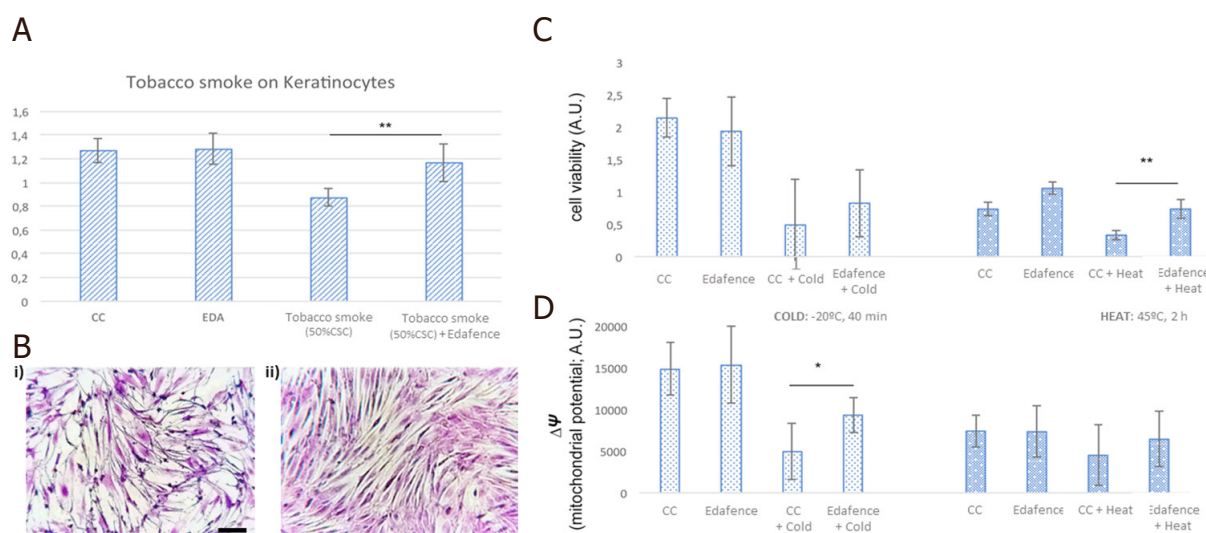 A
Tobacco smoke on Keratinocytes
1,6
1,4
1,2
1
0,8
0,6
0,4
0,2
0
**
CC
EDA
Tobacco smoke
(50%CSC)
Tobacco smoke
(50%CSC) + Edafence
B
i)
ii)
C
cell viability (A.U.)
3
2,5
2
1,5
1
0,5
0
**
CC
Edafence
CC + Cold
Edafence
+ Cold
CC
Edafence
CC + Heat
Edafence
+ Heat
COLD: -20ºC, 40 min
HEAT: 45ºC, 2 h
D
ΔΨ
(mitochondrial potential; A.U.)
20000
15000
10000
5000
0
*
CC
Edafence
CC
+ Cold
Edafence
+ Cold
CC
Edafence
CC + Heat
Edafence
+ Heat